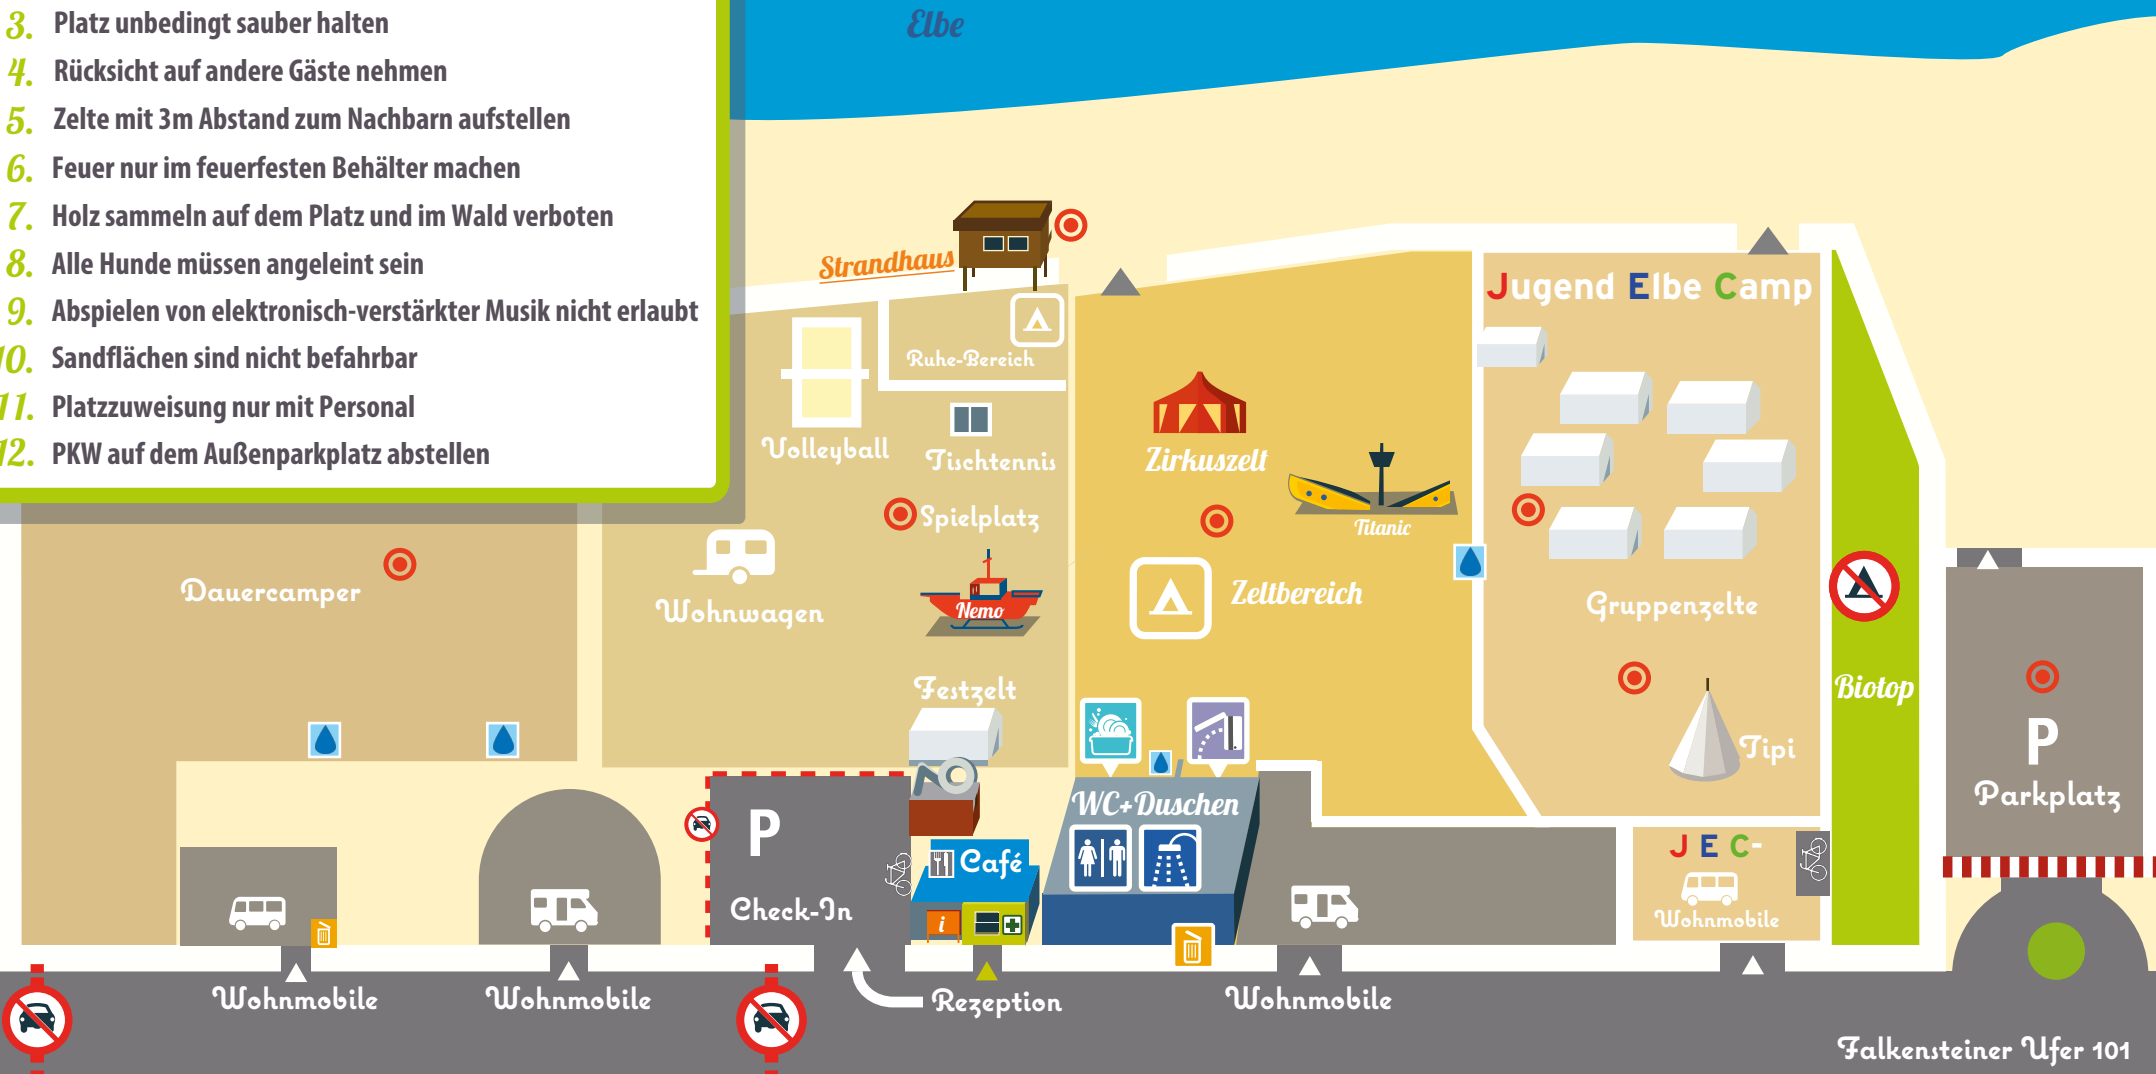 3. Platz unbedingt sauber halten
4. Rücksicht auf andere Gäste nehmen
5. Zelte mit 3m Abstand zum Nachbarn aufstellen
6. Feuer nur im feuerfesten Behälter machen
7. Holz sammeln auf dem Platz und im Wald verboten
8. Alle Hunde müssen angeleint sein
9. Abspielen von elektronisch-verstärkter Musik nicht erlaubt
10. Sandflächen sind nicht befahrbar
11. Platzzuweisung nur mit Personal
12. PKW auf dem Außenparkplatz abstellen
Elbe
Strandhaus
Jugend Elbe Camp
Ruhe-Bereich
Volleyball
Tischtennis
Zirkuszelt
Spielplatz
Titanic
Dauercamper
Wohnwagen
Nemo
Zeltbereich
Gruppenzelte
Festzelt
Biotop
Tipi
P
Parkplatz
WC+Duschen
P
Check-In
Café
i
J E C-
Wohnmobile
Wohnmobile
Wohnmobile
Rezeption
Wohnmobile
Falkensteiner Ufer 101